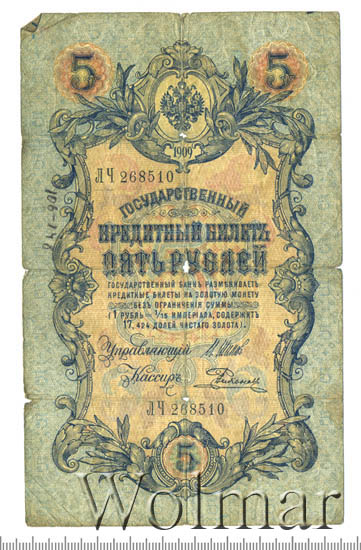 5 5
1909
ЛЧ 268510
ГОСУДАРСТВЕННЫЙ
КРЕДИТНЫЙ БИЛЕТЪ
ПЯТЬ РУБЛЕЙ
ГОСУДАРСТВЕННЫЙ БАНКЪ РАЗМѢНИВАЕТЪ
КРЕДИТНЫЕ БИЛЕТЫ НА ЗОЛОТУЮ МОНЕТУ
БЕЗЪ ОГРАНИЧЕНІЯ СУММЫ.
(1 РУБЛЬ = 1/15 ИМПЕРІАЛА, СОДЕРЖИТЪ
17,424 ДОЛЕЙ ЧИСТАГО ЗОЛОТА).
Управляющій
Кассиръ
ЛЧ 268510
5
Wolmar